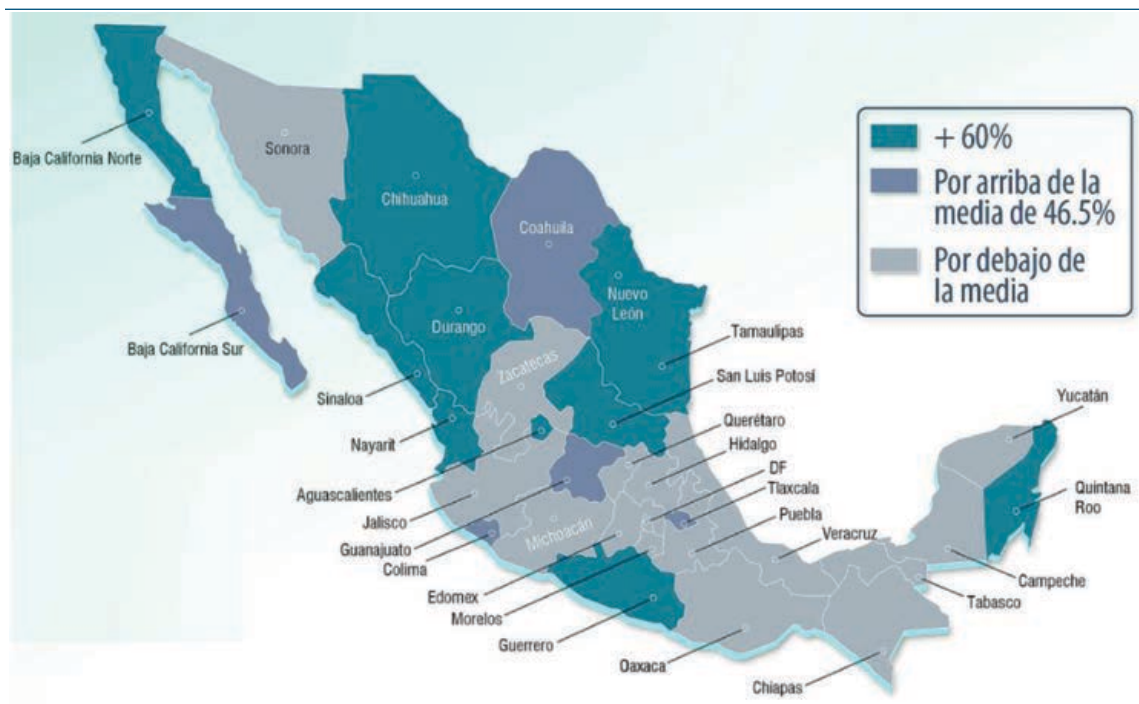 + 60%
Por arriba de la
media de 46.5%
Por debajo de
la media
Baja California Norte
Sonora
Chihuahua
Coahuila
Nuevo
León
Durango
Baja California Sur
Tamaulipas
Zacatecas
San Luis Potosí
Sinaloa
Yucatán
Querétaro
Nayarit
Hidalgo
DF
Aguascalientes
Tlaxcala
Quintana
Roo
Jalisco
Puebla
Michoacán
Guanajuato
Veracruz
Colima
Campeche
Edomex
Tabasco
Morelos
Guerrero
Oaxaca
Chiapas